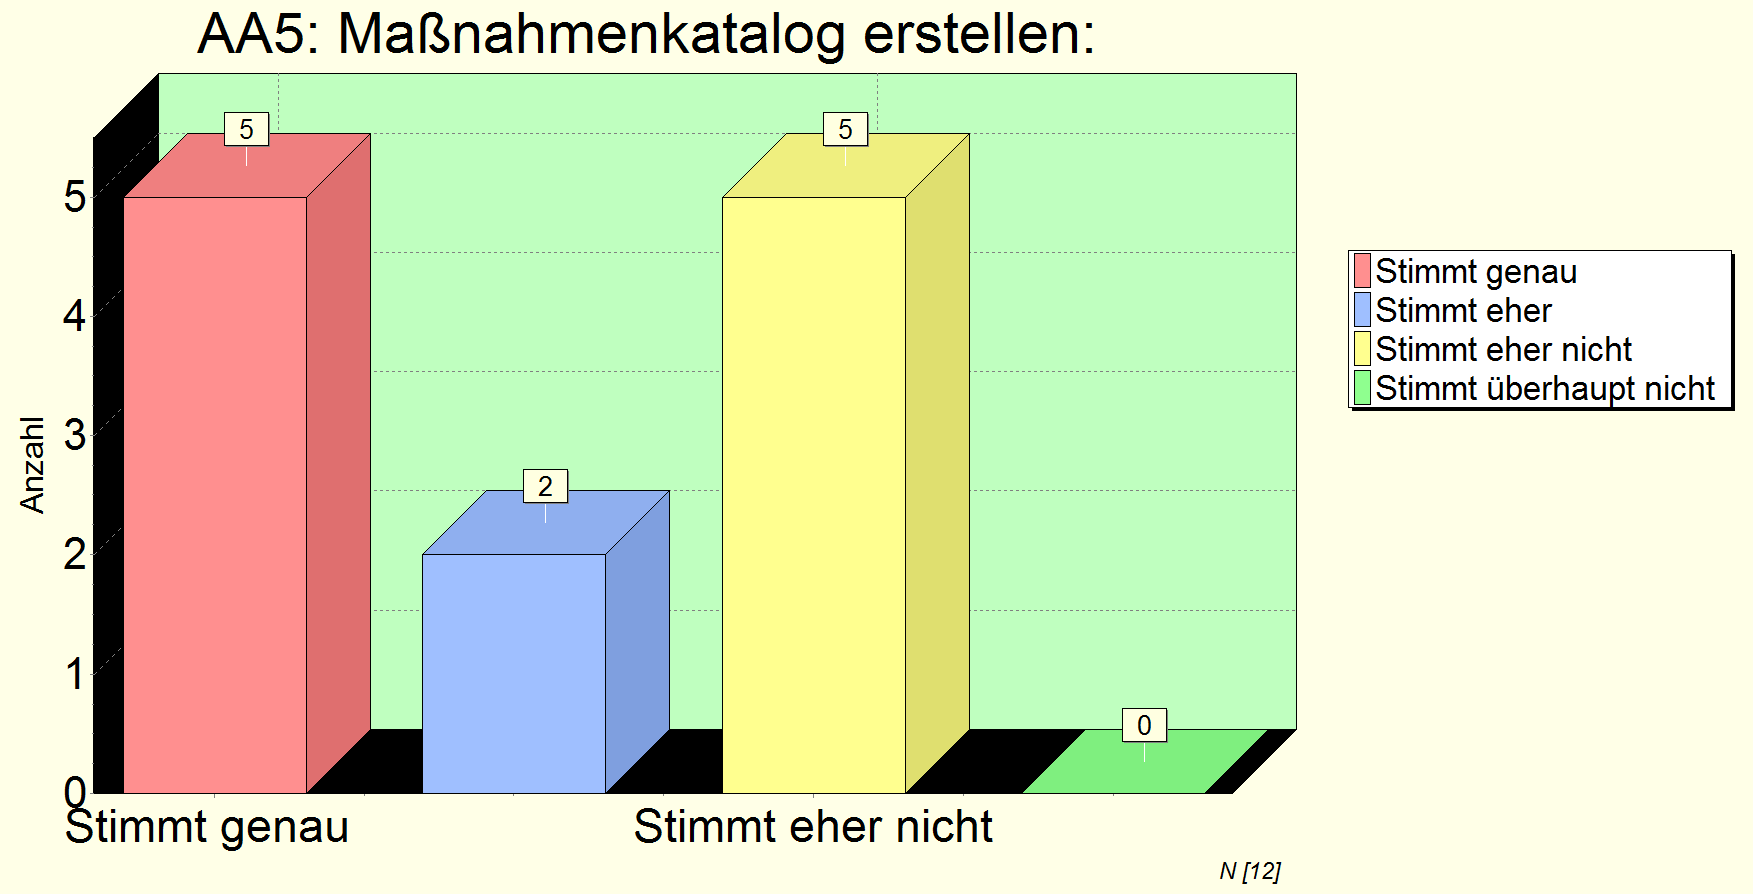 AA5: Maßnahmenkatalog erstellen:
5
5
2
0
5
4
3
2
1
0
Anzahl
Stimmt genau
Stimmt eher nicht
Stimmt genau
Stimmt eher
Stimmt eher nicht
Stimmt überhaupt nicht
N [12]